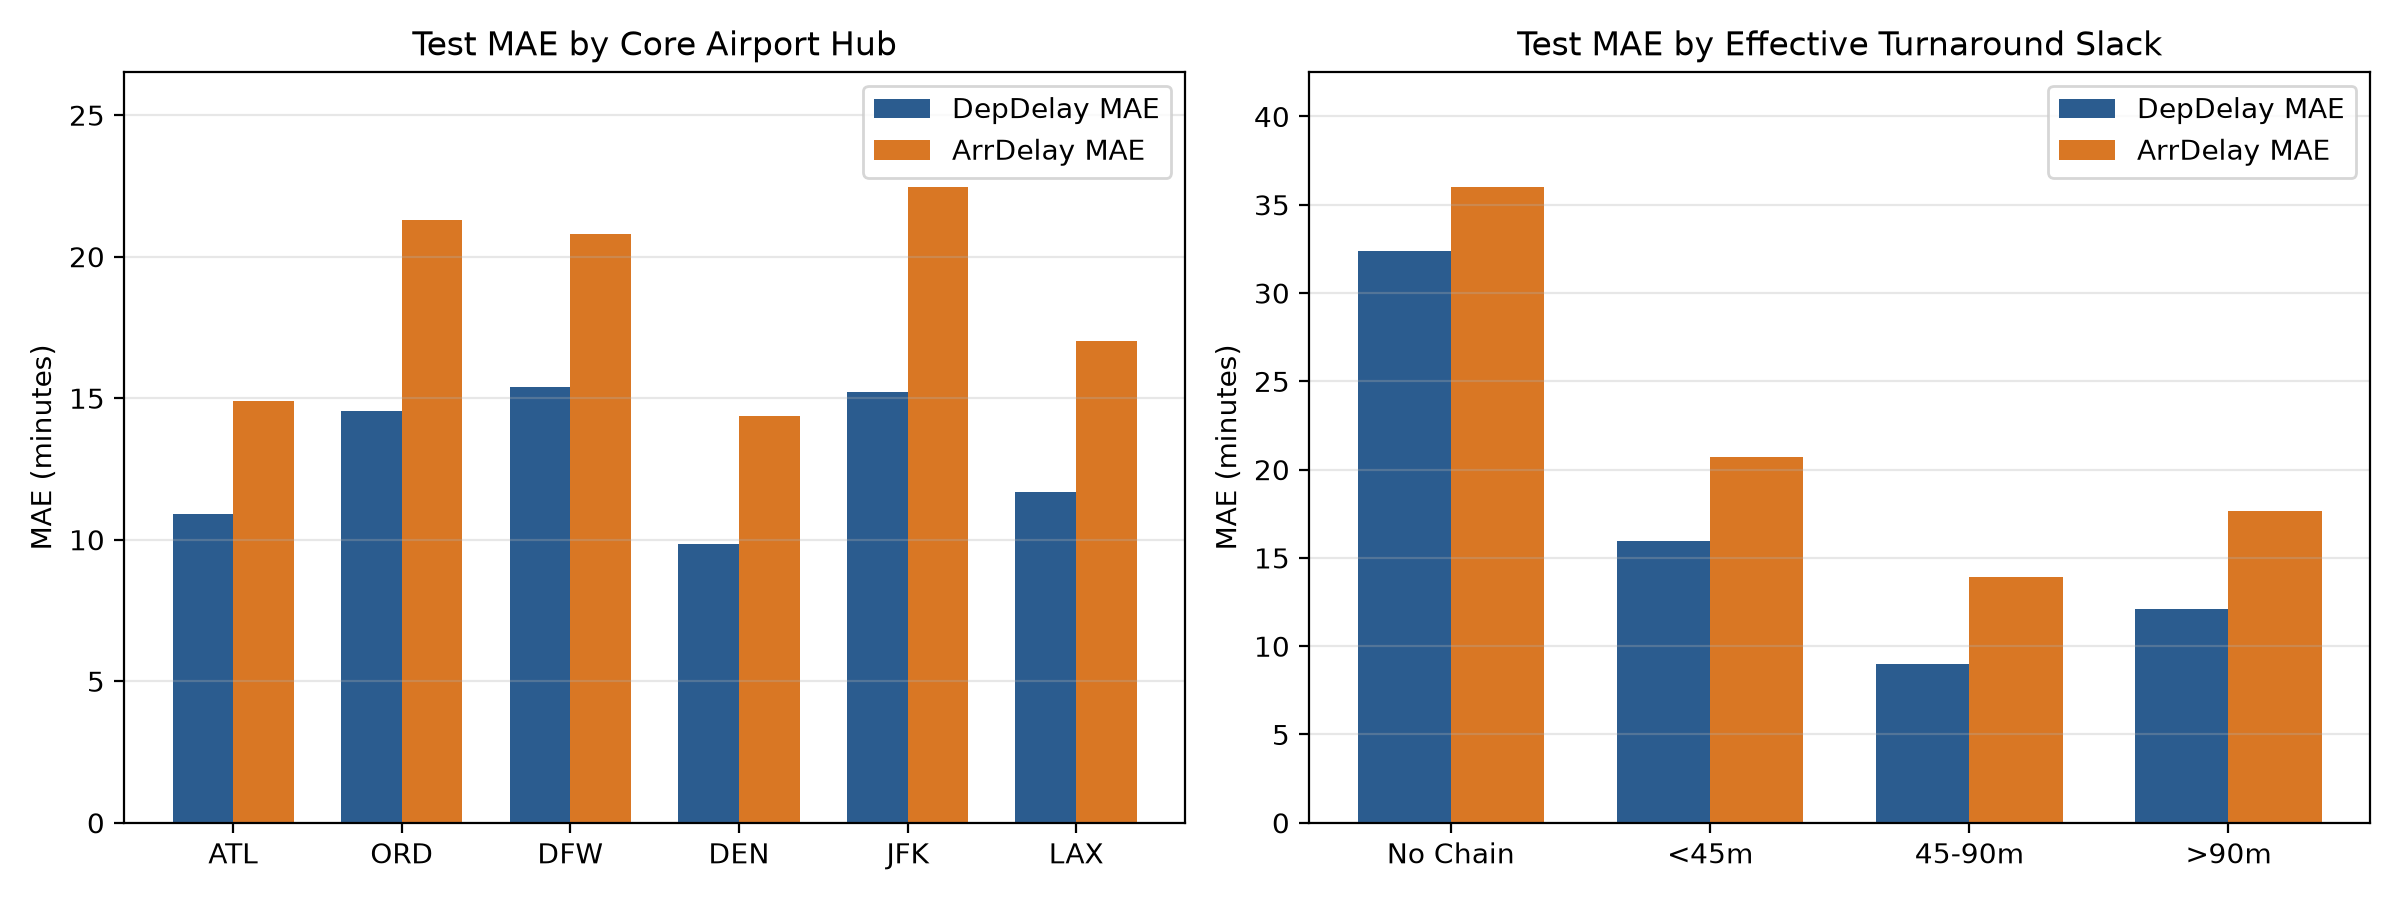 Test MAE by Core Airport Hub
DepDelay MAE
ArrDelay MAE
MAE (minutes)
25
20
15
10
5
0
ATL ORD DFW DEN JFK LAX
Test MAE by Effective Turnaround Slack
DepDelay MAE
ArrDelay MAE
MAE (minutes)
40
35
30
25
20
15
10
5
0
No Chain <45m 45-90m >90m